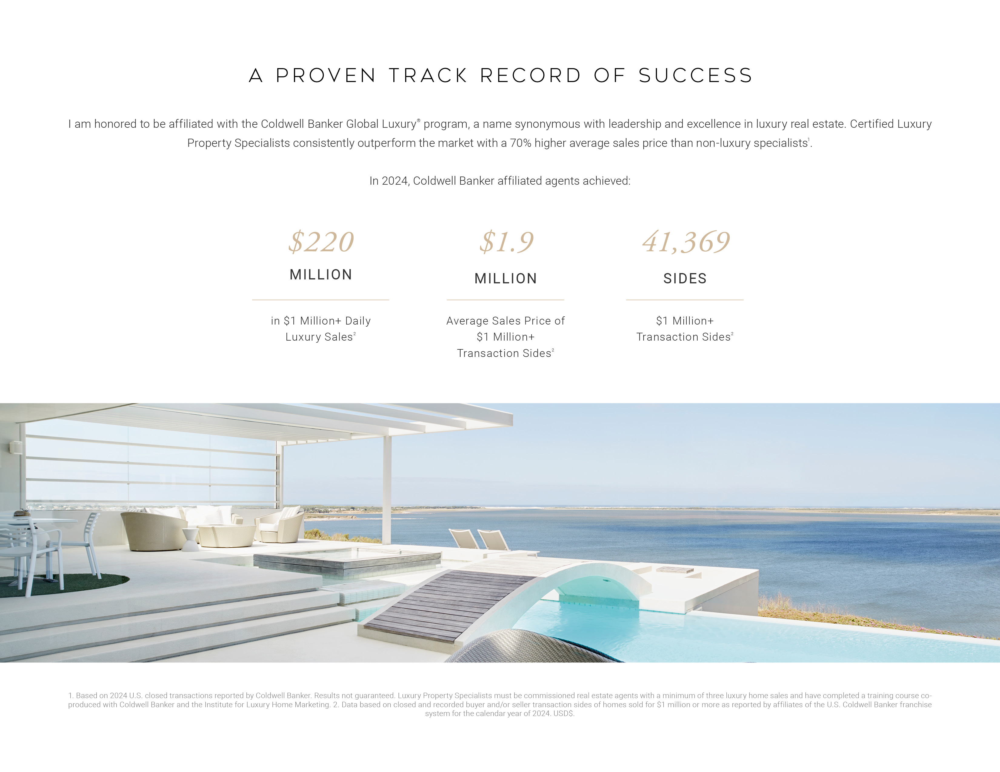 A PROVEN TRACK RECORD OF SUCCESS
I am honored to be affiliated with the Coldwell Banker Global Luxury® program, a name synonymous with leadership and excellence in luxury real estate. Certified Luxury
Property Specialists consistently outperform the market with a 70% higher average sales price than non-luxury specialists¹.
In 2024, Coldwell Banker affiliated agents achieved:
$220
MILLION
in $1 Million+ Daily
Luxury Sales²
$1.9
MILLION
Average Sales Price of
$1 Million+
Transaction Sides²
41,369
SIDES
$1 Million+
Transaction Sides²
1. Based on 2024 U.S. closed transactions reported by Coldwell Banker. Results not guaranteed. Luxury Property Specialists must be commissioned real estate agents with a minimum of three luxury home sales and have completed a training course co-
produced with Coldwell Banker and the Institute for Luxury Home Marketing. 2. Data based on closed and recorded buyer and/or seller transaction sides of homes sold for $1 million or more as reported by affiliates of the U.S. Coldwell Banker franchise
system for the calendar year of 2024. USD$.